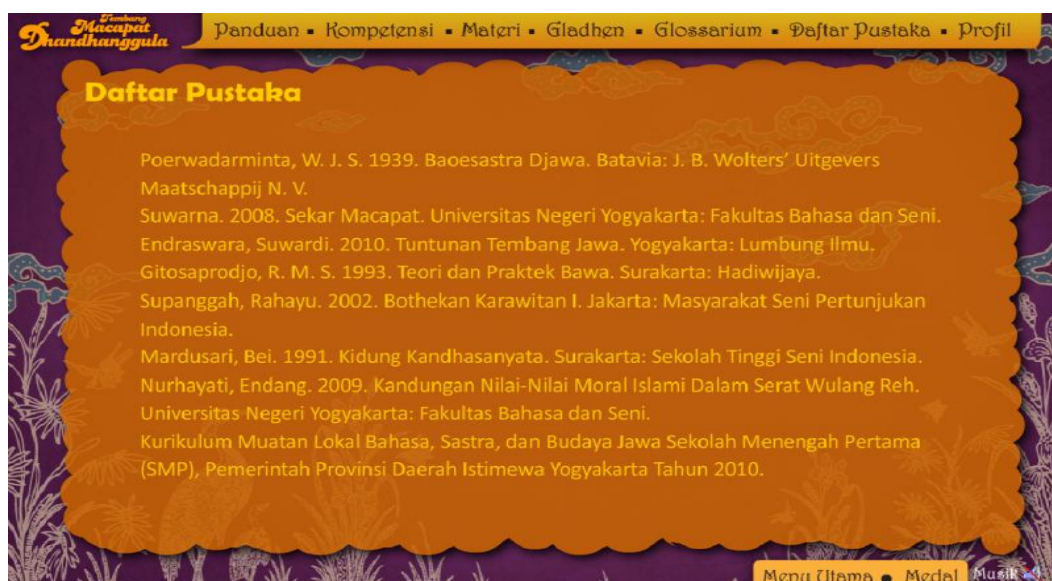 Tembang
Macapat
Dhandhanggula
Panduan ▪ Kompetensi ▪ Materi ▪ Gladhen ▪ Glossarium ▪ Daftar Pustaka ▪ Profil
Daftar Pustaka
Poerwadarminta, W. J. S. 1939. Baoesastra Djawa. Batavia: J. B. Wolters’ Uitgevers
Maatschappij N. V.
Suwarna. 2008. Sekar Macapat. Universitas Negeri Yogyakarta: Fakultas Bahasa dan Seni.
Endraswara, Suwardi. 2010. Tuntunan Tembang Jawa. Yogyakarta: Lumbung Ilmu.
Gitosaprodjo, R. M. S. 1993. Teori dan Praktek Bawa. Surakarta: Hadiwijaya.
Supanggah, Rahayu. 2002. Bothekan Karawitan I. Jakarta: Masyarakat Seni Pertunjukan
Indonesia.
Mardusari, Bei. 1991. Kidung Kandhasanyata. Surakarta: Sekolah Tinggi Seni Indonesia.
Nurhayati, Endang. 2009. Kandungan Nilai-Nilai Moral Islami Dalam Serat Wulang Reh.
Universitas Negeri Yogyakarta: Fakultas Bahasa dan Seni.
Kurikulum Muatan Lokal Bahasa, Sastra, dan Budaya Jawa Sekolah Menengah Pertama
(SMP), Pemerintah Provinsi Daerah Istimewa Yogyakarta Tahun 2010.
Menu Utama ● Medal Musik